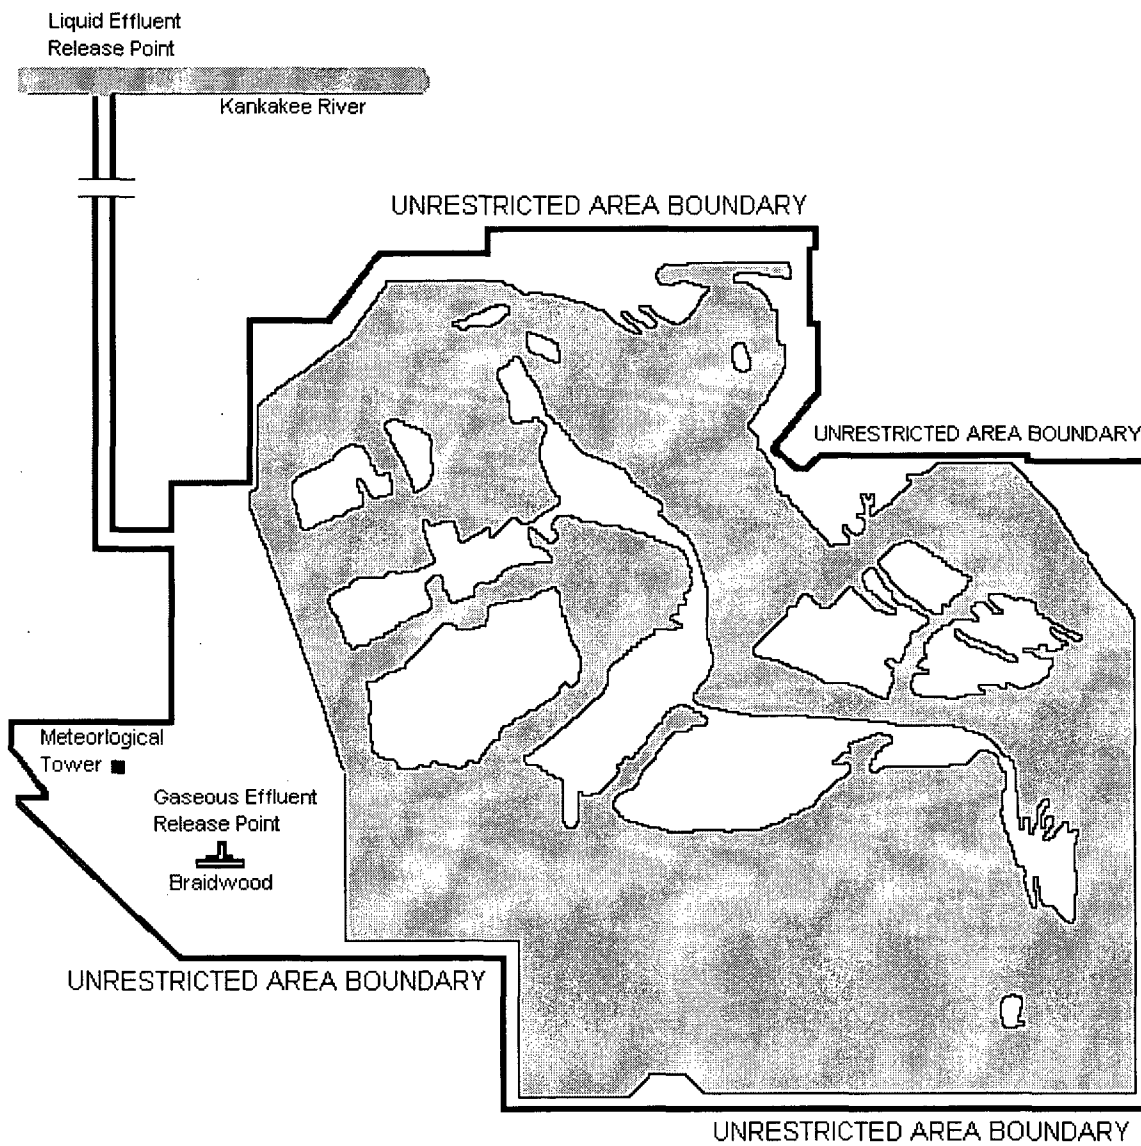 Liquid Effluent
Release Point
Kankakee River
UNRESTRICTED AREA BOUNDARY
UNRESTRICTED AREA BOUNDARY
Meteorlogical
Tower
Gaseous Effluent
Release Point
Braidwood
UNRESTRICTED AREA BOUNDARY
UNRESTRICTED AREA BOUNDARY